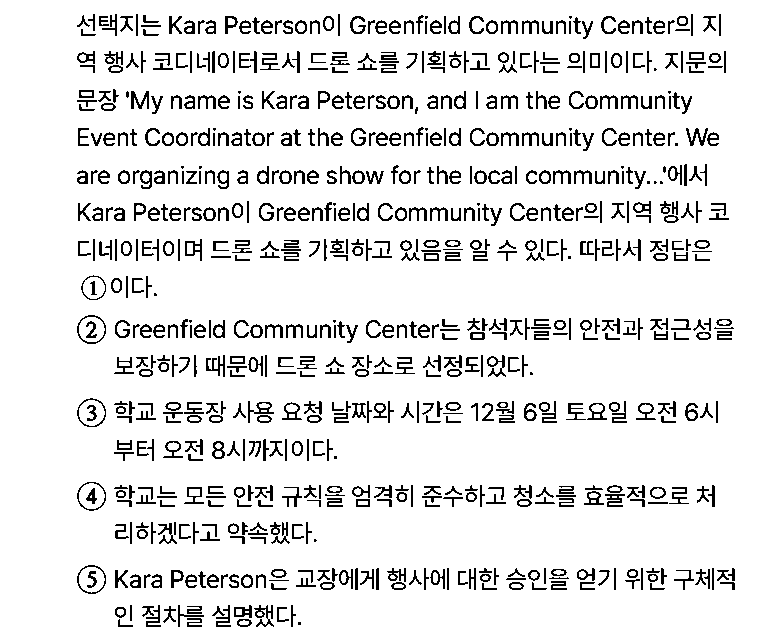 선택지는 Kara Peterson이 Greenfield Community Center의 지
역 행사 코디네이터로서 드론 쇼를 기획하고 있다는 의미이다. 지문의
문장 'My name is Kara Peterson, and I am the Community
Event Coordinator at the Greenfield Community Center. We
are organizing a drone show for the local community...'에서
Kara Peterson이 Greenfield Community Center의 지역 행사 코
디네이터이며 드론 쇼를 기획하고 있음을 알 수 있다. 따라서 정답은
①이다.
② Greenfield Community Center는 참석자들의 안전과 접근성을
보장하기 때문에 드론 쇼 장소로 선정되었다.
③ 학교 운동장 사용 요청 날짜와 시간은 12월 6일 토요일 오전 6시
부터 오전 8시까지이다.
④ 학교는 모든 안전 규칙을 엄격히 준수하고 청소를 효율적으로 처
리하겠다고 약속했다.
⑤ Kara Peterson은 교장에게 행사에 대한 승인을 얻기 위한 구체적
인 절차를 설명했다.